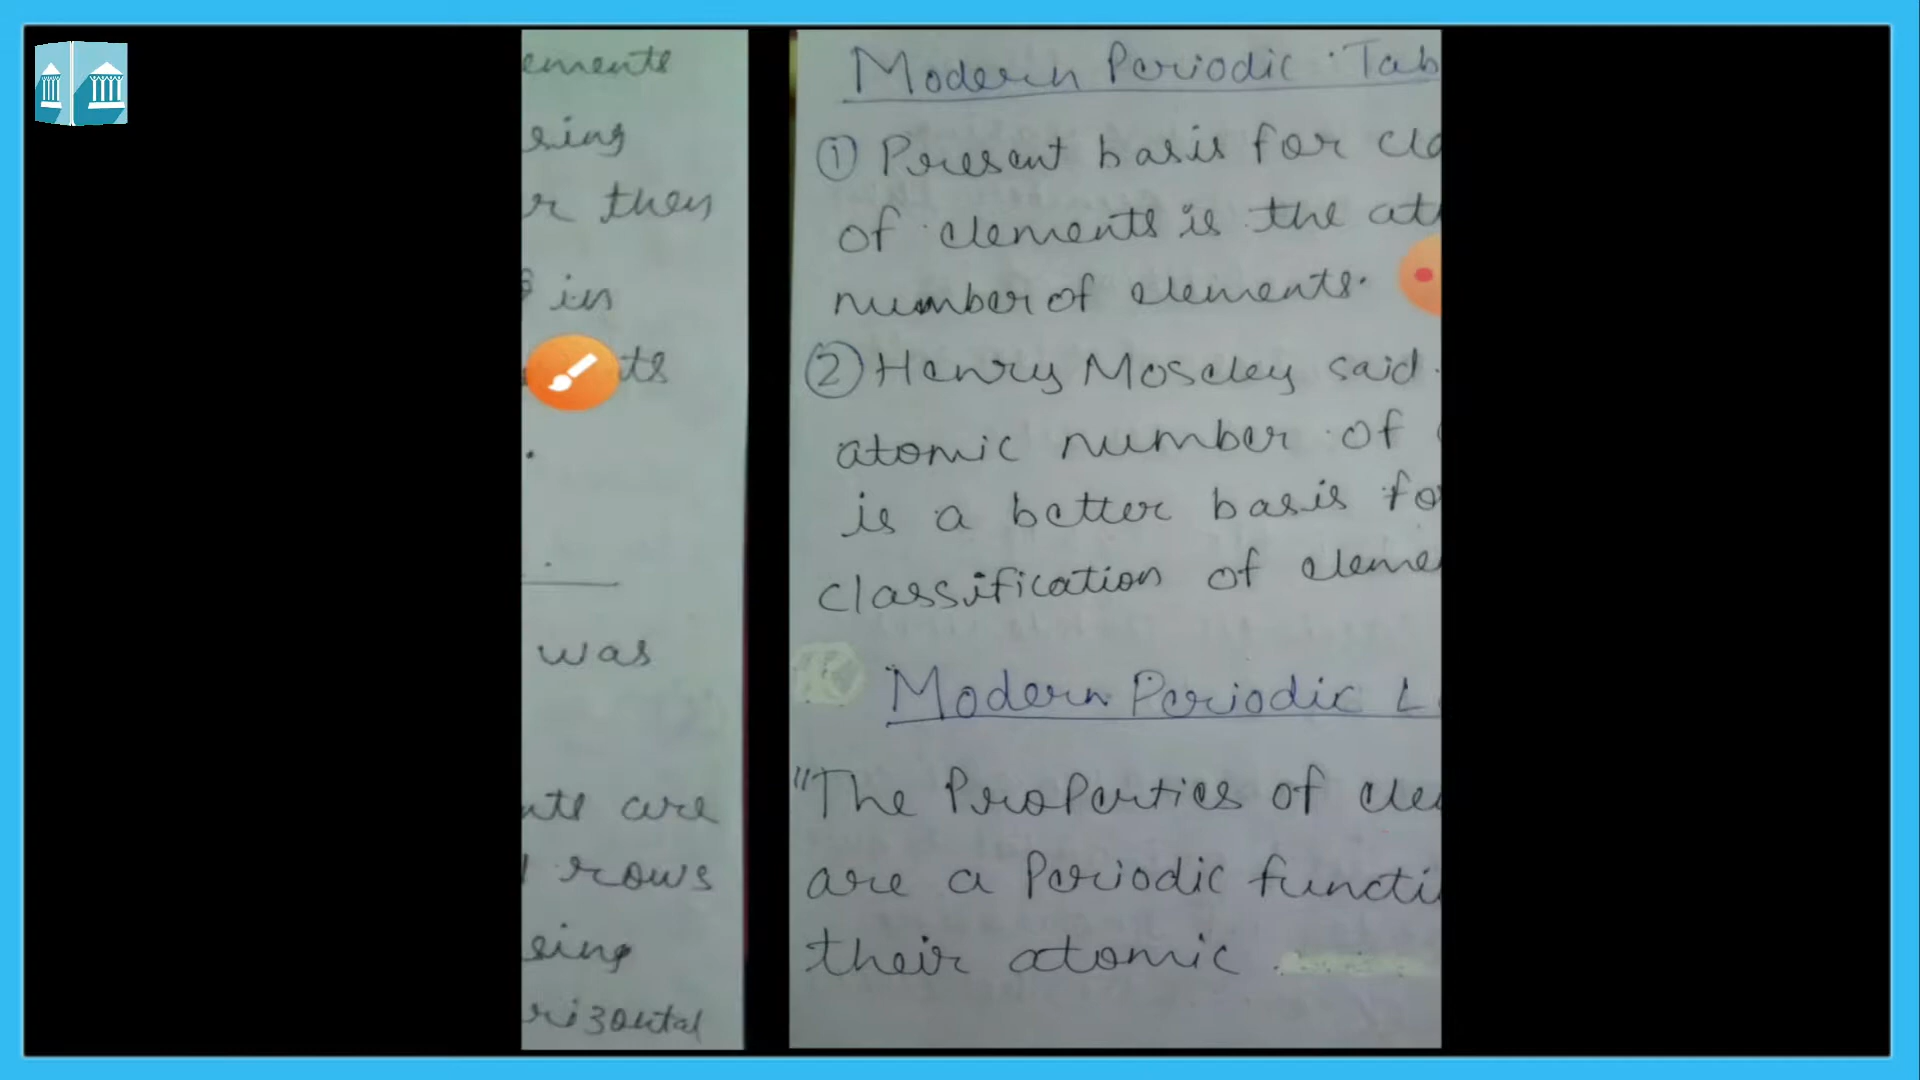 ements
sing
r then
in
ts
was
nts are
rows
sing
rizontal
Modern Periodic Tab
① Present basis for cla
of elements is the at
number of elements.
② Henry Moseley said
atomic number of
is a better basis fo
classification of eleme
Modern Periodic L
"The Properties of ele
are a Periodic functi
their atomic